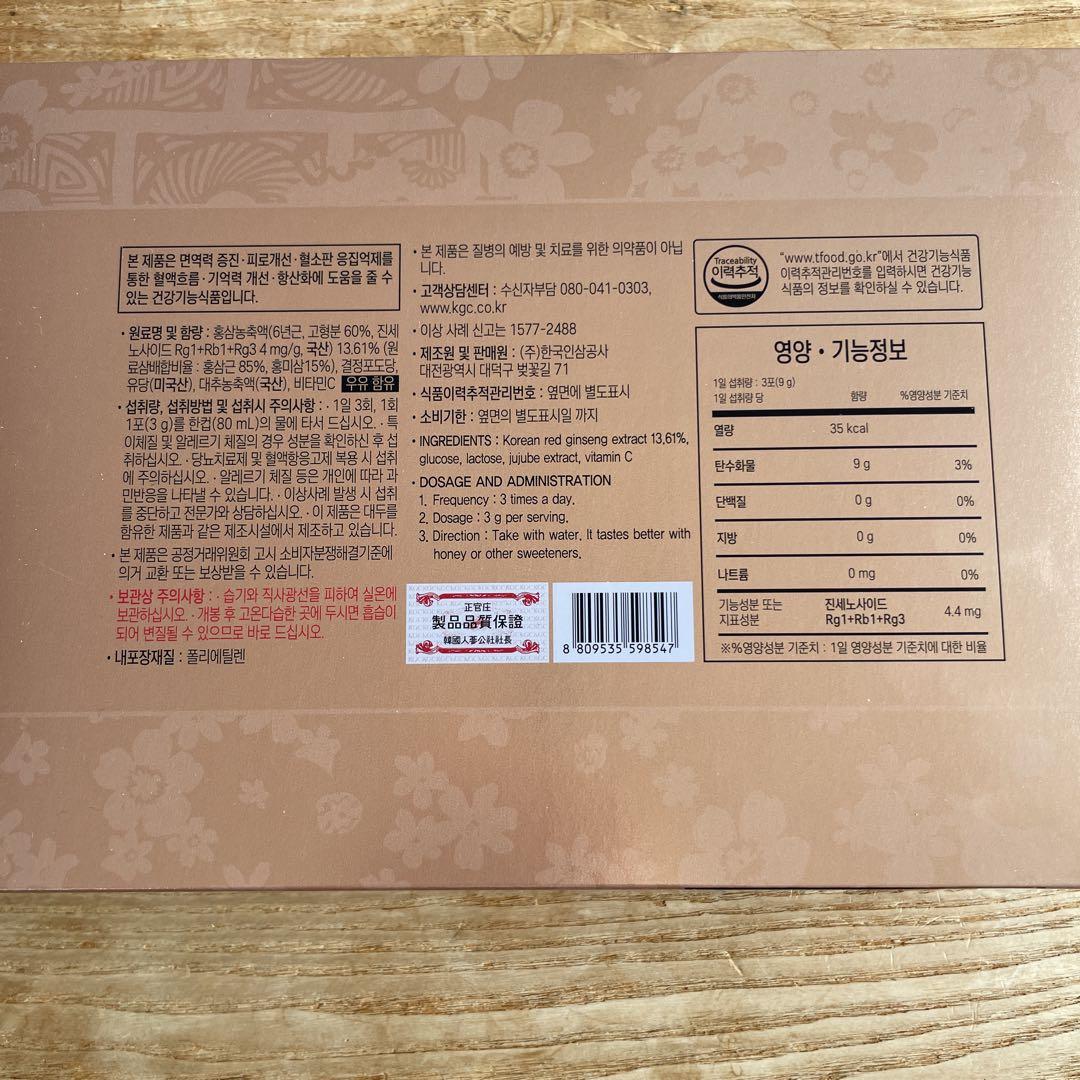 본 제품은 면역력 증진·피로개선·혈소판 응집억제를
통한 혈액흐름·기억력 개선·항산화에 도움을 줄 수
있는 건강기능식품입니다.
· 원료명 및 함량 : 홍삼농축액(6년근, 고형분 60%, 진세
노사이드 Rg1+Rb1+Rg3 4 mg/g, 국산) 13.61% (원
료삼배합비율 : 홍삼근 85%, 홍미삼15%), 결정포도당,
유당(미국산), 대추농축액(국산), 비타민C 우유 함유
· 섭취량, 섭취방법 및 섭취시 주의사항 : · 1일 3회, 1회
1포(3 g)를 한컵(80 mL)의 물에 타서 드십시오. · 특
이체질 및 알레르기 체질의 경우 성분을 확인하신 후 섭
취하십시오. · 당뇨치료제 및 혈액항응고제 복용 시 섭취
에 주의하십시오. · 알레르기 체질 등은 개인에 따라 과
민반응을 나타낼 수 있습니다. · 이상사례 발생 시 섭취
를 중단하고 전문가와 상담하십시오 · 이 제품은 대두를
함유한 제품과 같은 제조시설에서 제조하고 있습니다.
· 본 제품은 공정거래위원회 고시 소비자분쟁해결기준에
의거 교환 또는 보상받을 수 있습니다.
· 보관상 주의사항 : · 습기와 직사광선을 피하여 실온에
보관하십시오. · 개봉 후 고온다습한 곳에 두시면 흡습이
되어 변질될 수 있으므로 바로 드십시오.
· 내포장재질 : 폴리에틸렌
· 본 제품은 질병의 예방 및 치료를 위한 의약품이 아닙
니다.
· 고객상담센터 : 수신자부담 080-041-0303,
www.kgc.co.kr
· 이상 사례 신고는 1577-2488
· 제조원 및 판매원 : (주)한국인삼공사
대전광역시 대덕구 벚꽃길 71
· 식품이력추적관리번호 : 옆면에 별도표시
· 소비기한 : 옆면의 별도표시일 까지
· INGREDIENTS : Korean red ginseng extract 13.61%,
glucose, lactose, jujube extract, vitamin C
· DOSAGE AND ADMINISTRATION
1. Frequency : 3 times a day.
2. Dosage : 3 g per serving.
3. Direction : Take with water. It tastes better with
honey or other sweeteners.
正官庄
製品品質保證
韓國人蔘公社社長
8 809535 598547
Traceability
이력추적
식품의약품안전처
"www.tfood.go.kr"에서 건강기능식품
이력추적관리번호를 입력하시면 건강기능
식품의 정보를 확인하실 수 있습니다.
영양·기능정보
1일 섭취량 : 3포(9 g)
1일 섭취량 당 함량 %영양성분 기준치
열량 35 kcal
탄수화물 9 g 3%
단백질 0 g 0%
지방 0 g 0%
나트륨 0 mg 0%
기능성분 또는 진세노사이드
지표성분 Rg1+Rb1+Rg3 4.4 mg
※%영양성분 기준치 : 1일 영양성분 기준치에 대한 비율